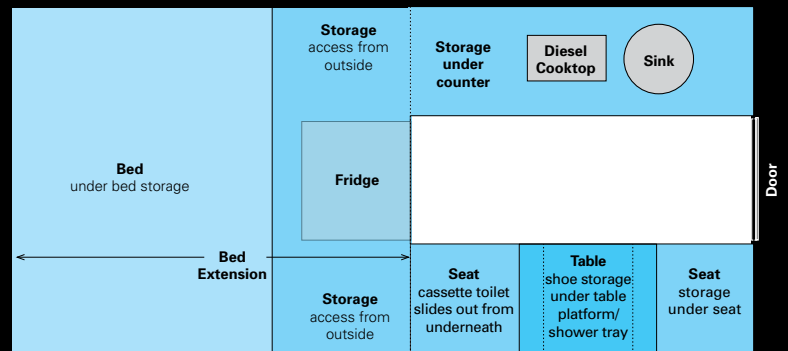 Storage
access from
outside
Storage
under
counter
Diesel
Cooktop
Sink
Bed
under bed storage
Fridge
Door
Bed
Extension
Storage
access from
outside
Seat
cassette toilet
slides out from
underneath
Table
shoe storage
under table
platform/
shower tray
Seat
storage
under seat